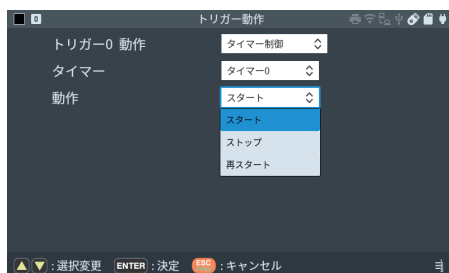 0 トリガー動作
トリガー0 動作 タイマー制御
タイマー タイマー0
動作 スタート
スタート
ストップ
再スタート
:選択変更 ENTER :決定 ESC :キャンセル